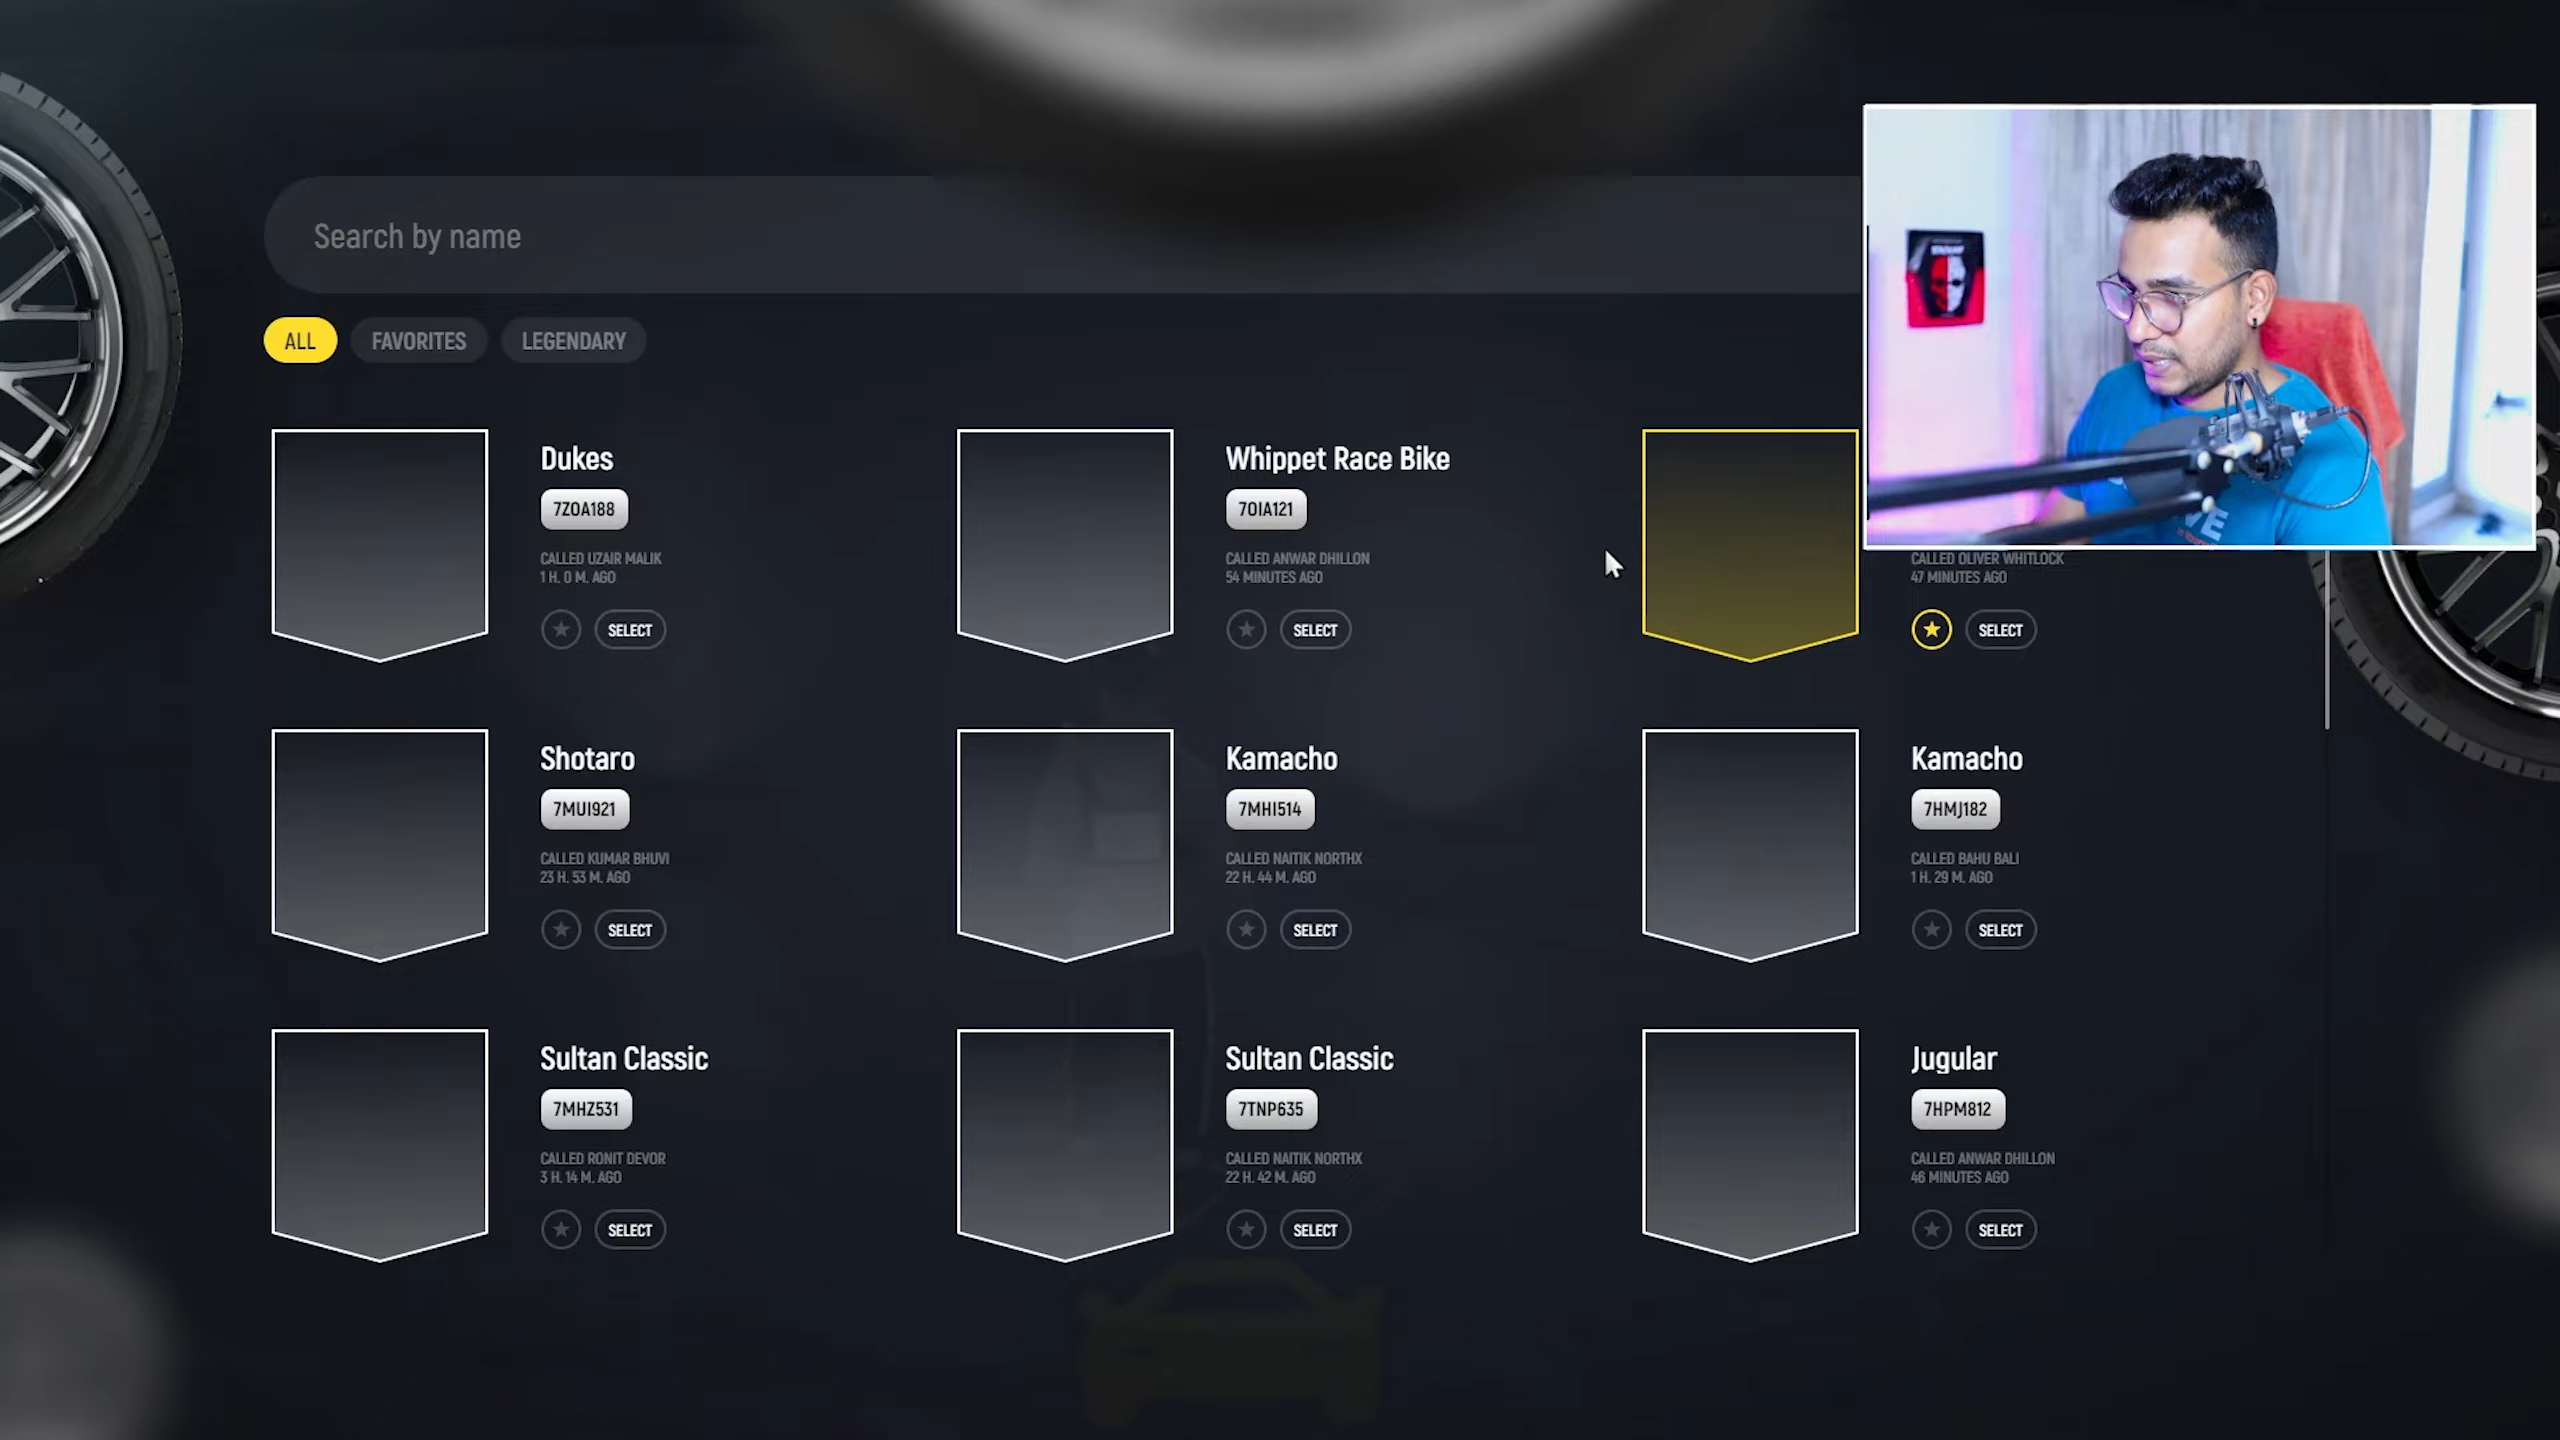 Search by name
ALL
FAVORITES
LEGENDARY
Dukes
7ZOA188
CALLED UZAIR MALIK
1 H. 0 M. AGO
SELECT
Whippet Race Bike
7OIA121
CALLED ANWAR DHILLON
54 MINUTES AGO
SELECT
CALLED OLIVER WHITLOCK
47 MINUTES AGO
SELECT
Shotaro
7MUI921
CALLED KUMAR BHUVI
23 H. 53 M. AGO
SELECT
Kamacho
7MHI514
CALLED NAITIK NORTHX
22 H. 44 M. AGO
SELECT
Kamacho
7HMJ182
CALLED BAHU BALI
1 H. 29 M. AGO
SELECT
Sultan Classic
7MHZ531
CALLED RONIT DEVOR
3 H. 14 M. AGO
SELECT
Sultan Classic
7TNP635
CALLED NAITIK NORTHX
22 H. 42 M. AGO
SELECT
Jugular
7HPM812
CALLED ANWAR DHILLON
46 MINUTES AGO
SELECT